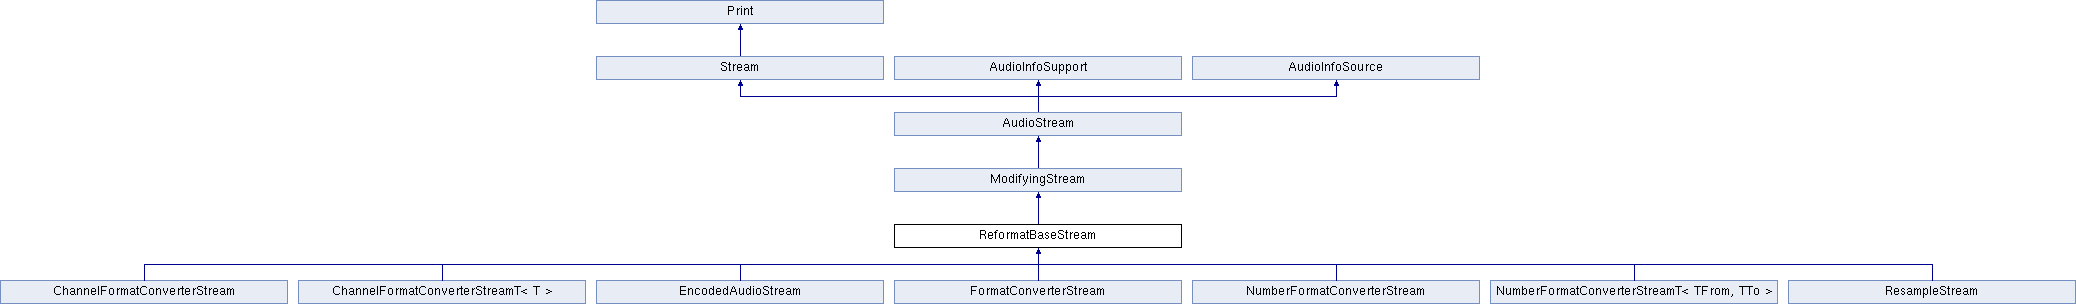 Print
Stream
AudioInfoSupport
AudioInfoSource
AudioStream
ModifyingStream
ReformatBaseStream
ChannelFormatConverterStream
ChannelFormatConverterStreamT< T >
EncodedAudioStream
FormatConverterStream
NumberFormatConverterStream
NumberFormatConverterStreamT< TFrom, TTo >
ResampleStream